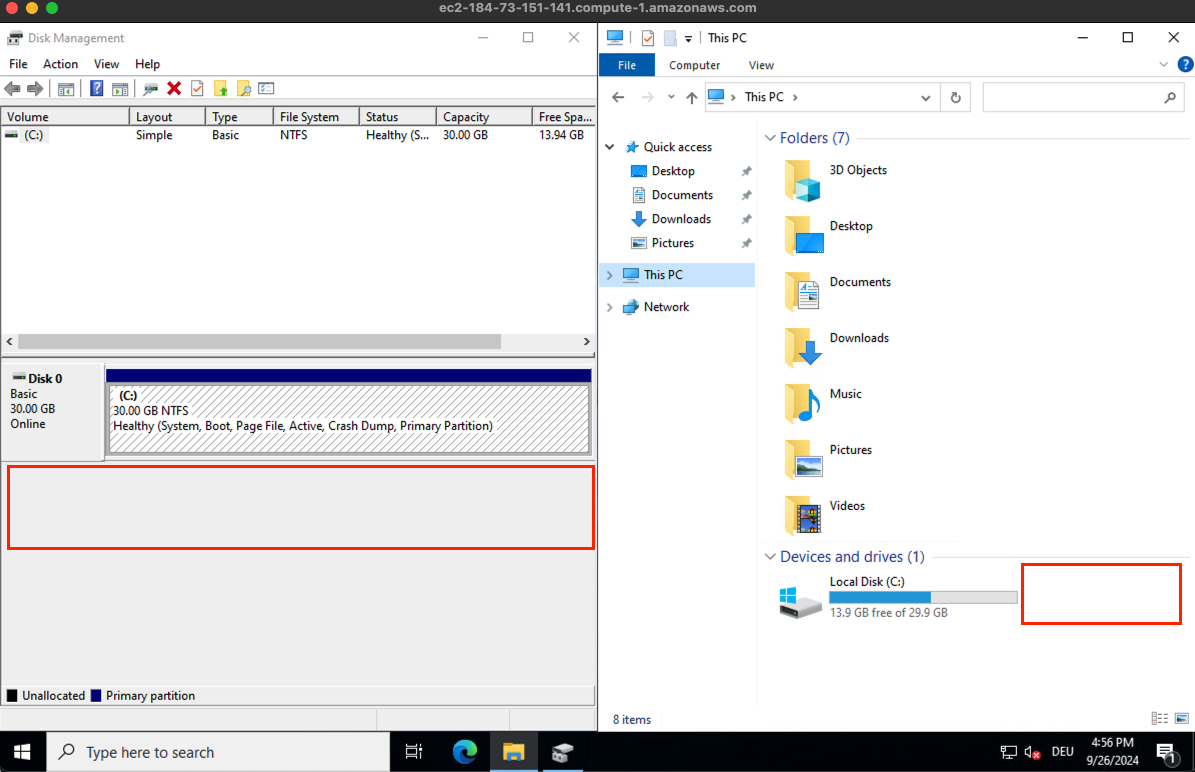 ec2-184-73-151-141.compute-1.amazonaws.com
Disk Management
File Action View Help
Volume Layout Type File System Status Capacity Free Spa...
(C:) Simple Basic NTFS Healthy (S... 30.00 GB 13.94 GB
Disk 0
Basic
30.00 GB
Online
(C:)
30.00 GB NTFS
Healthy (System, Boot, Page File, Active, Crash Dump, Primary Partition)
Unallocated Primary partition
This PC
File Computer View
This PC
Quick access
Desktop
Documents
Downloads
Pictures
This PC
Network
Folders (7)
3D Objects
Desktop
Documents
Downloads
Music
Pictures
Videos
Devices and drives (1)
Local Disk (C:)
13.9 GB free of 29.9 GB
8 items
Type here to search
DEU
4:56 PM
9/26/2024
1